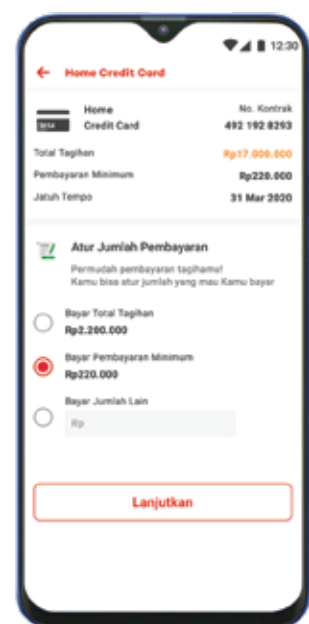 12:30
Home Credit Card
Home
Credit Card
No. Kontrak
492 192 8293
Total Tagihan
Rp17.000.000
Pembayaran Minimum
Rp220.000
Jatuh Tempo
31 Mar 2020
Atur Jumlah Pembayaran
Permudah pembayaran tagihamu!
Kamu bisa atur jumlah yang mau Kamu bayar
Bayar Total Tagihan
Rp2.200.000
Bayar Pembayaran Minimum
Rp220.000
Bayar Jumlah Lain
Rp
Lanjutkan